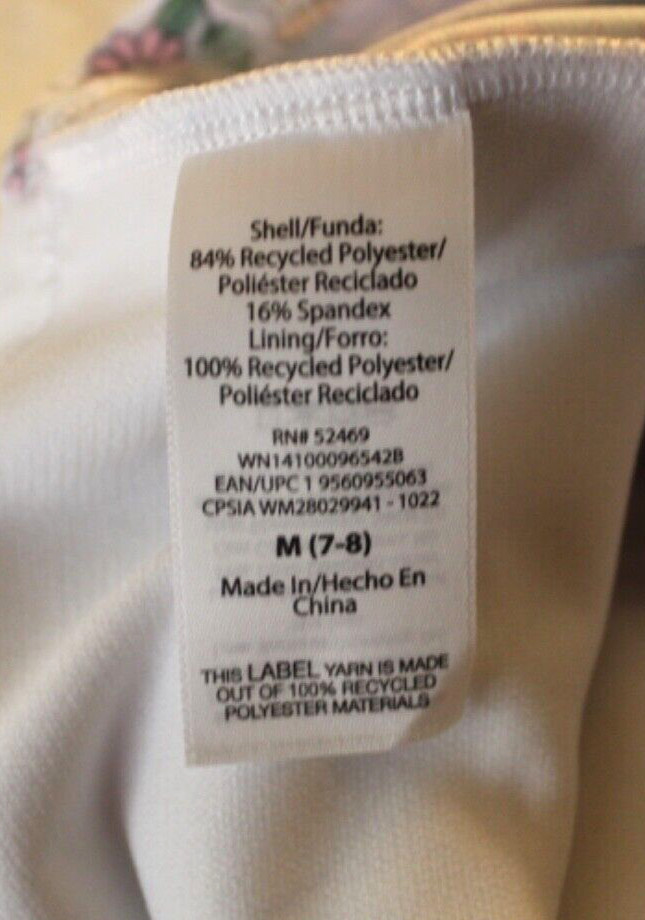 Shell/Funda:
84% Recycled Polyester/
Poliéster Reciclado
16% Spandex
Lining/Forro:
100% Recycled Polyester/
Poliéster Reciclado
RN# 52469
WN14100096542B
EAN/UPC 1 9560955063
CPSIA WM28029941 - 1022
M (7-8)
Made In/Hecho En
China
THIS LABEL YARN IS MADE
OUT OF 100% RECYCLED
POLYESTER MATERIALS